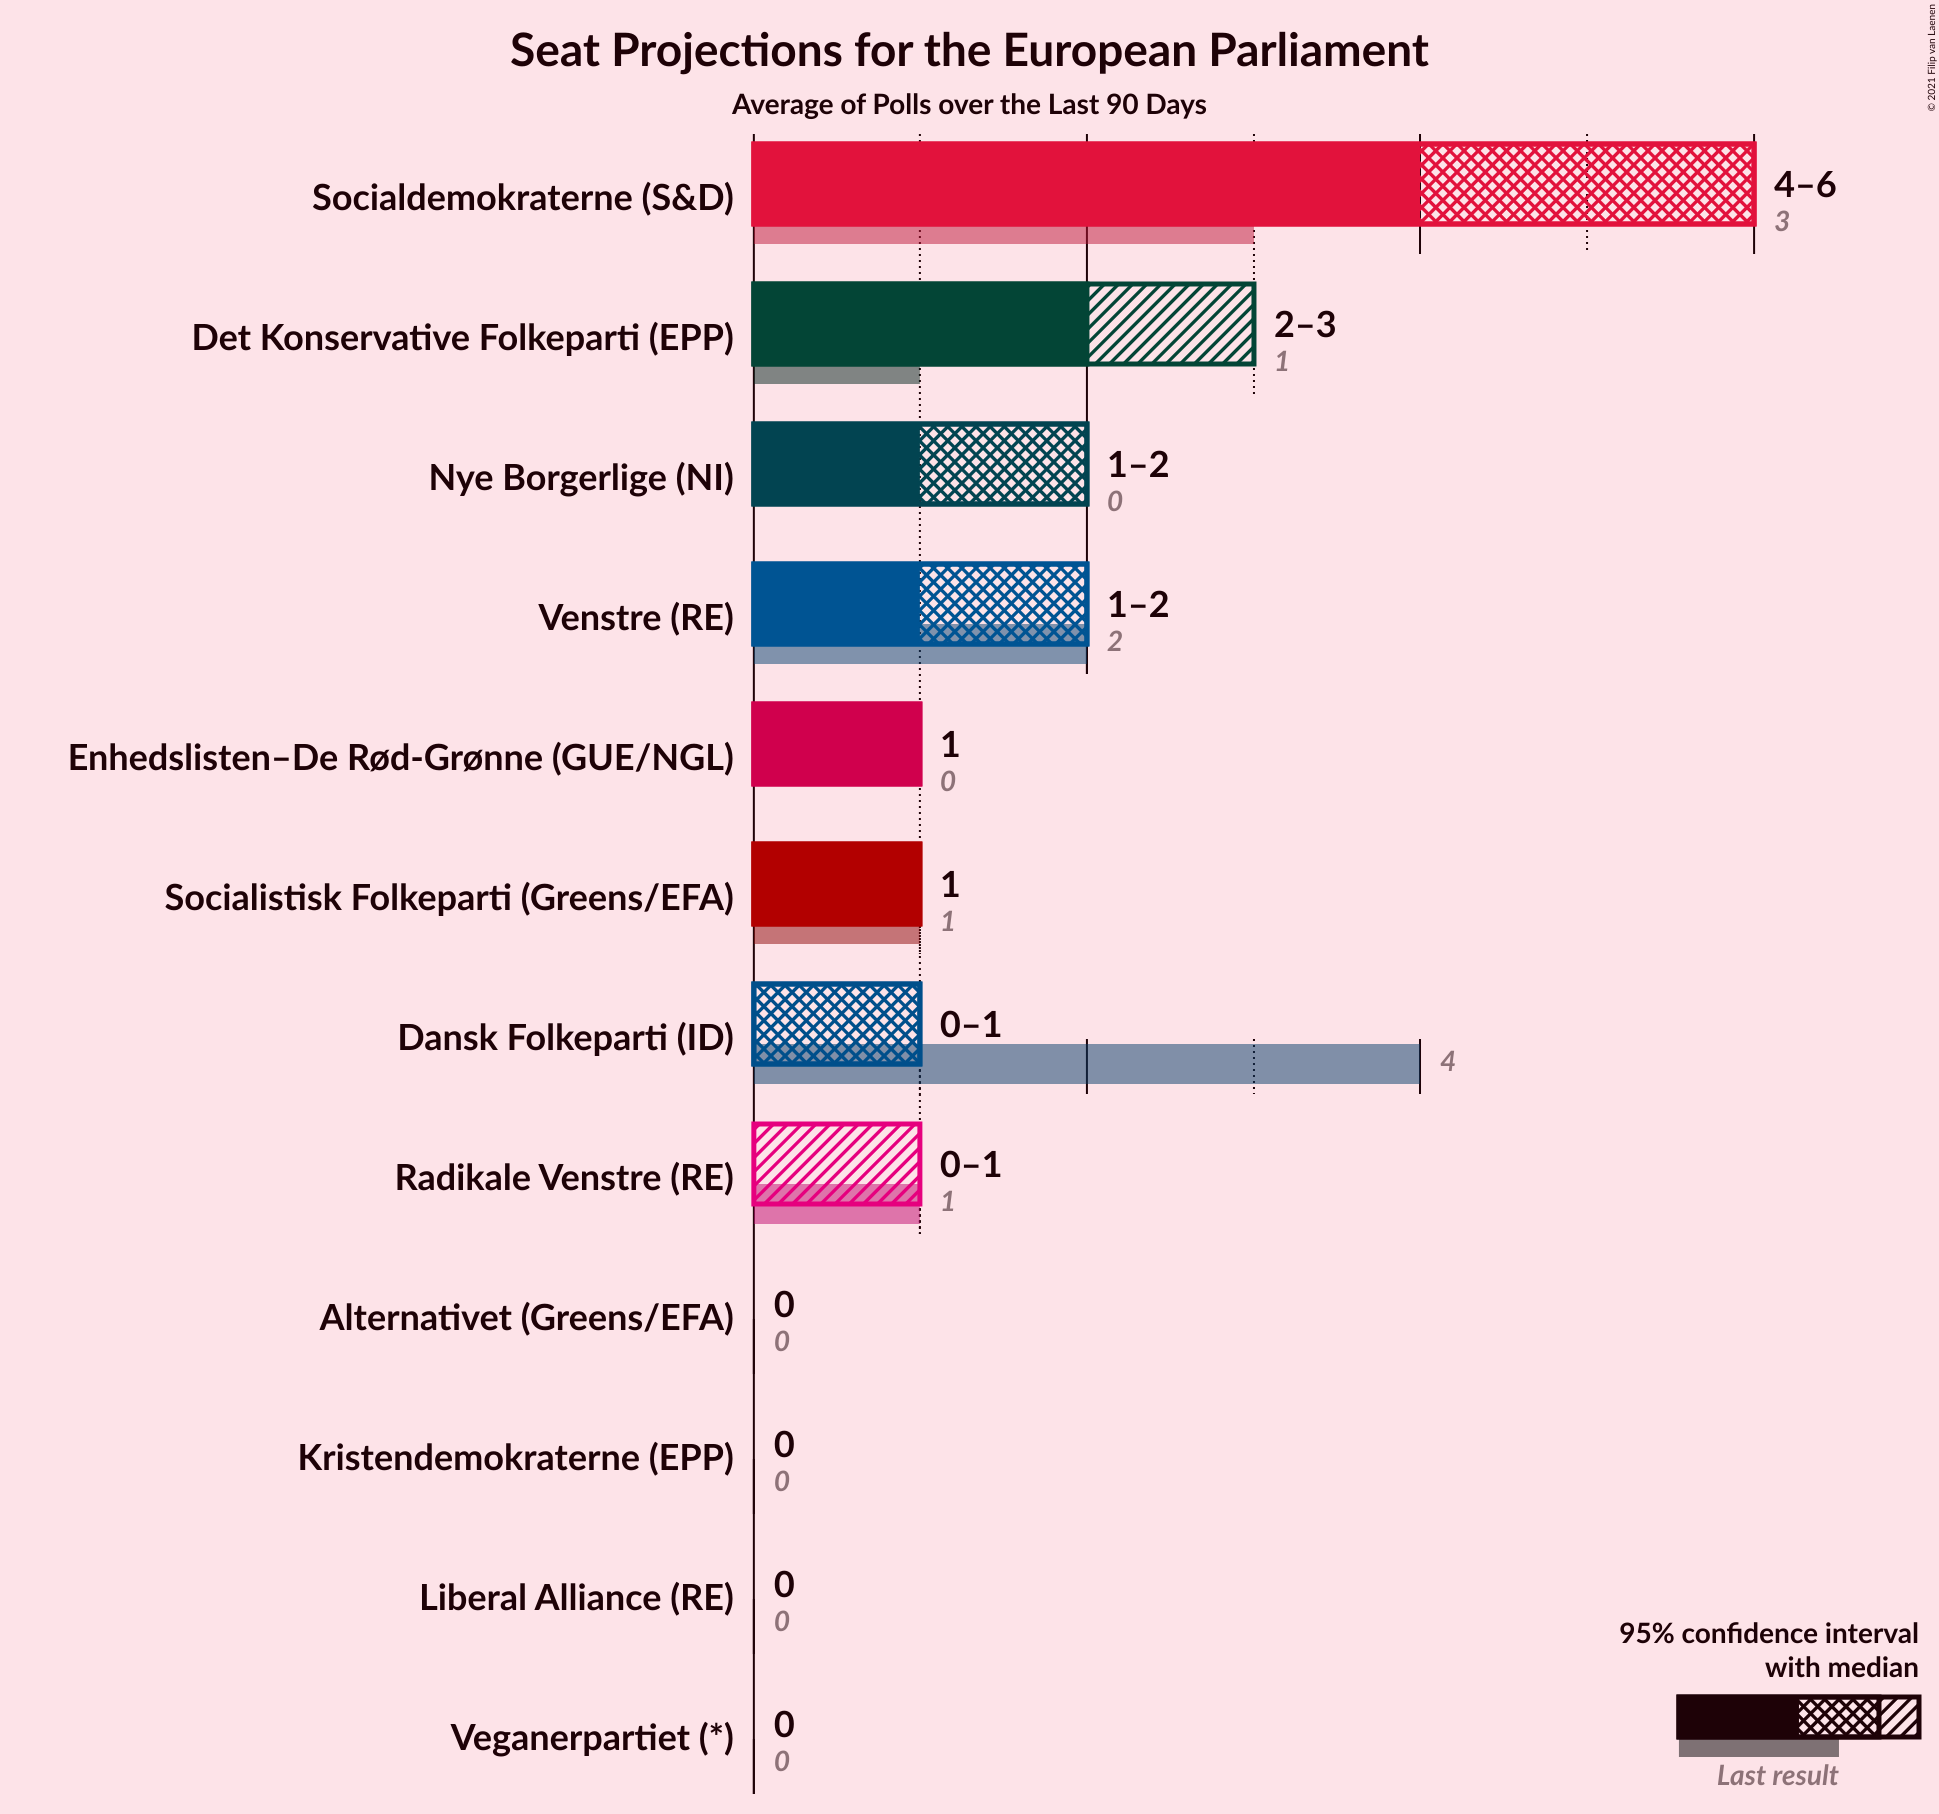 Seat Projections for the European Parliament
Average of Polls over the Last 90 Days
© 2021 Filip van Laenen
Socialdemokraterne (S&D)
4–6
3
Det Konservative Folkeparti (EPP)
2–3
1
Nye Borgerlige (NI)
1–2
0
Venstre (RE)
1–2
2
Enhedslisten–De Rød-Grønne (GUE/NGL)
1
0
Socialistisk Folkeparti (Greens/EFA)
1
1
Dansk Folkeparti (ID)
0–1
4
Radikale Venstre (RE)
0–1
1
Alternativet (Greens/EFA)
0
0
Kristendemokraterne (EPP)
0
0
Liberal Alliance (RE)
0
0
Veganerpartiet (*)
0
0
95% confidence interval
with median
Last result